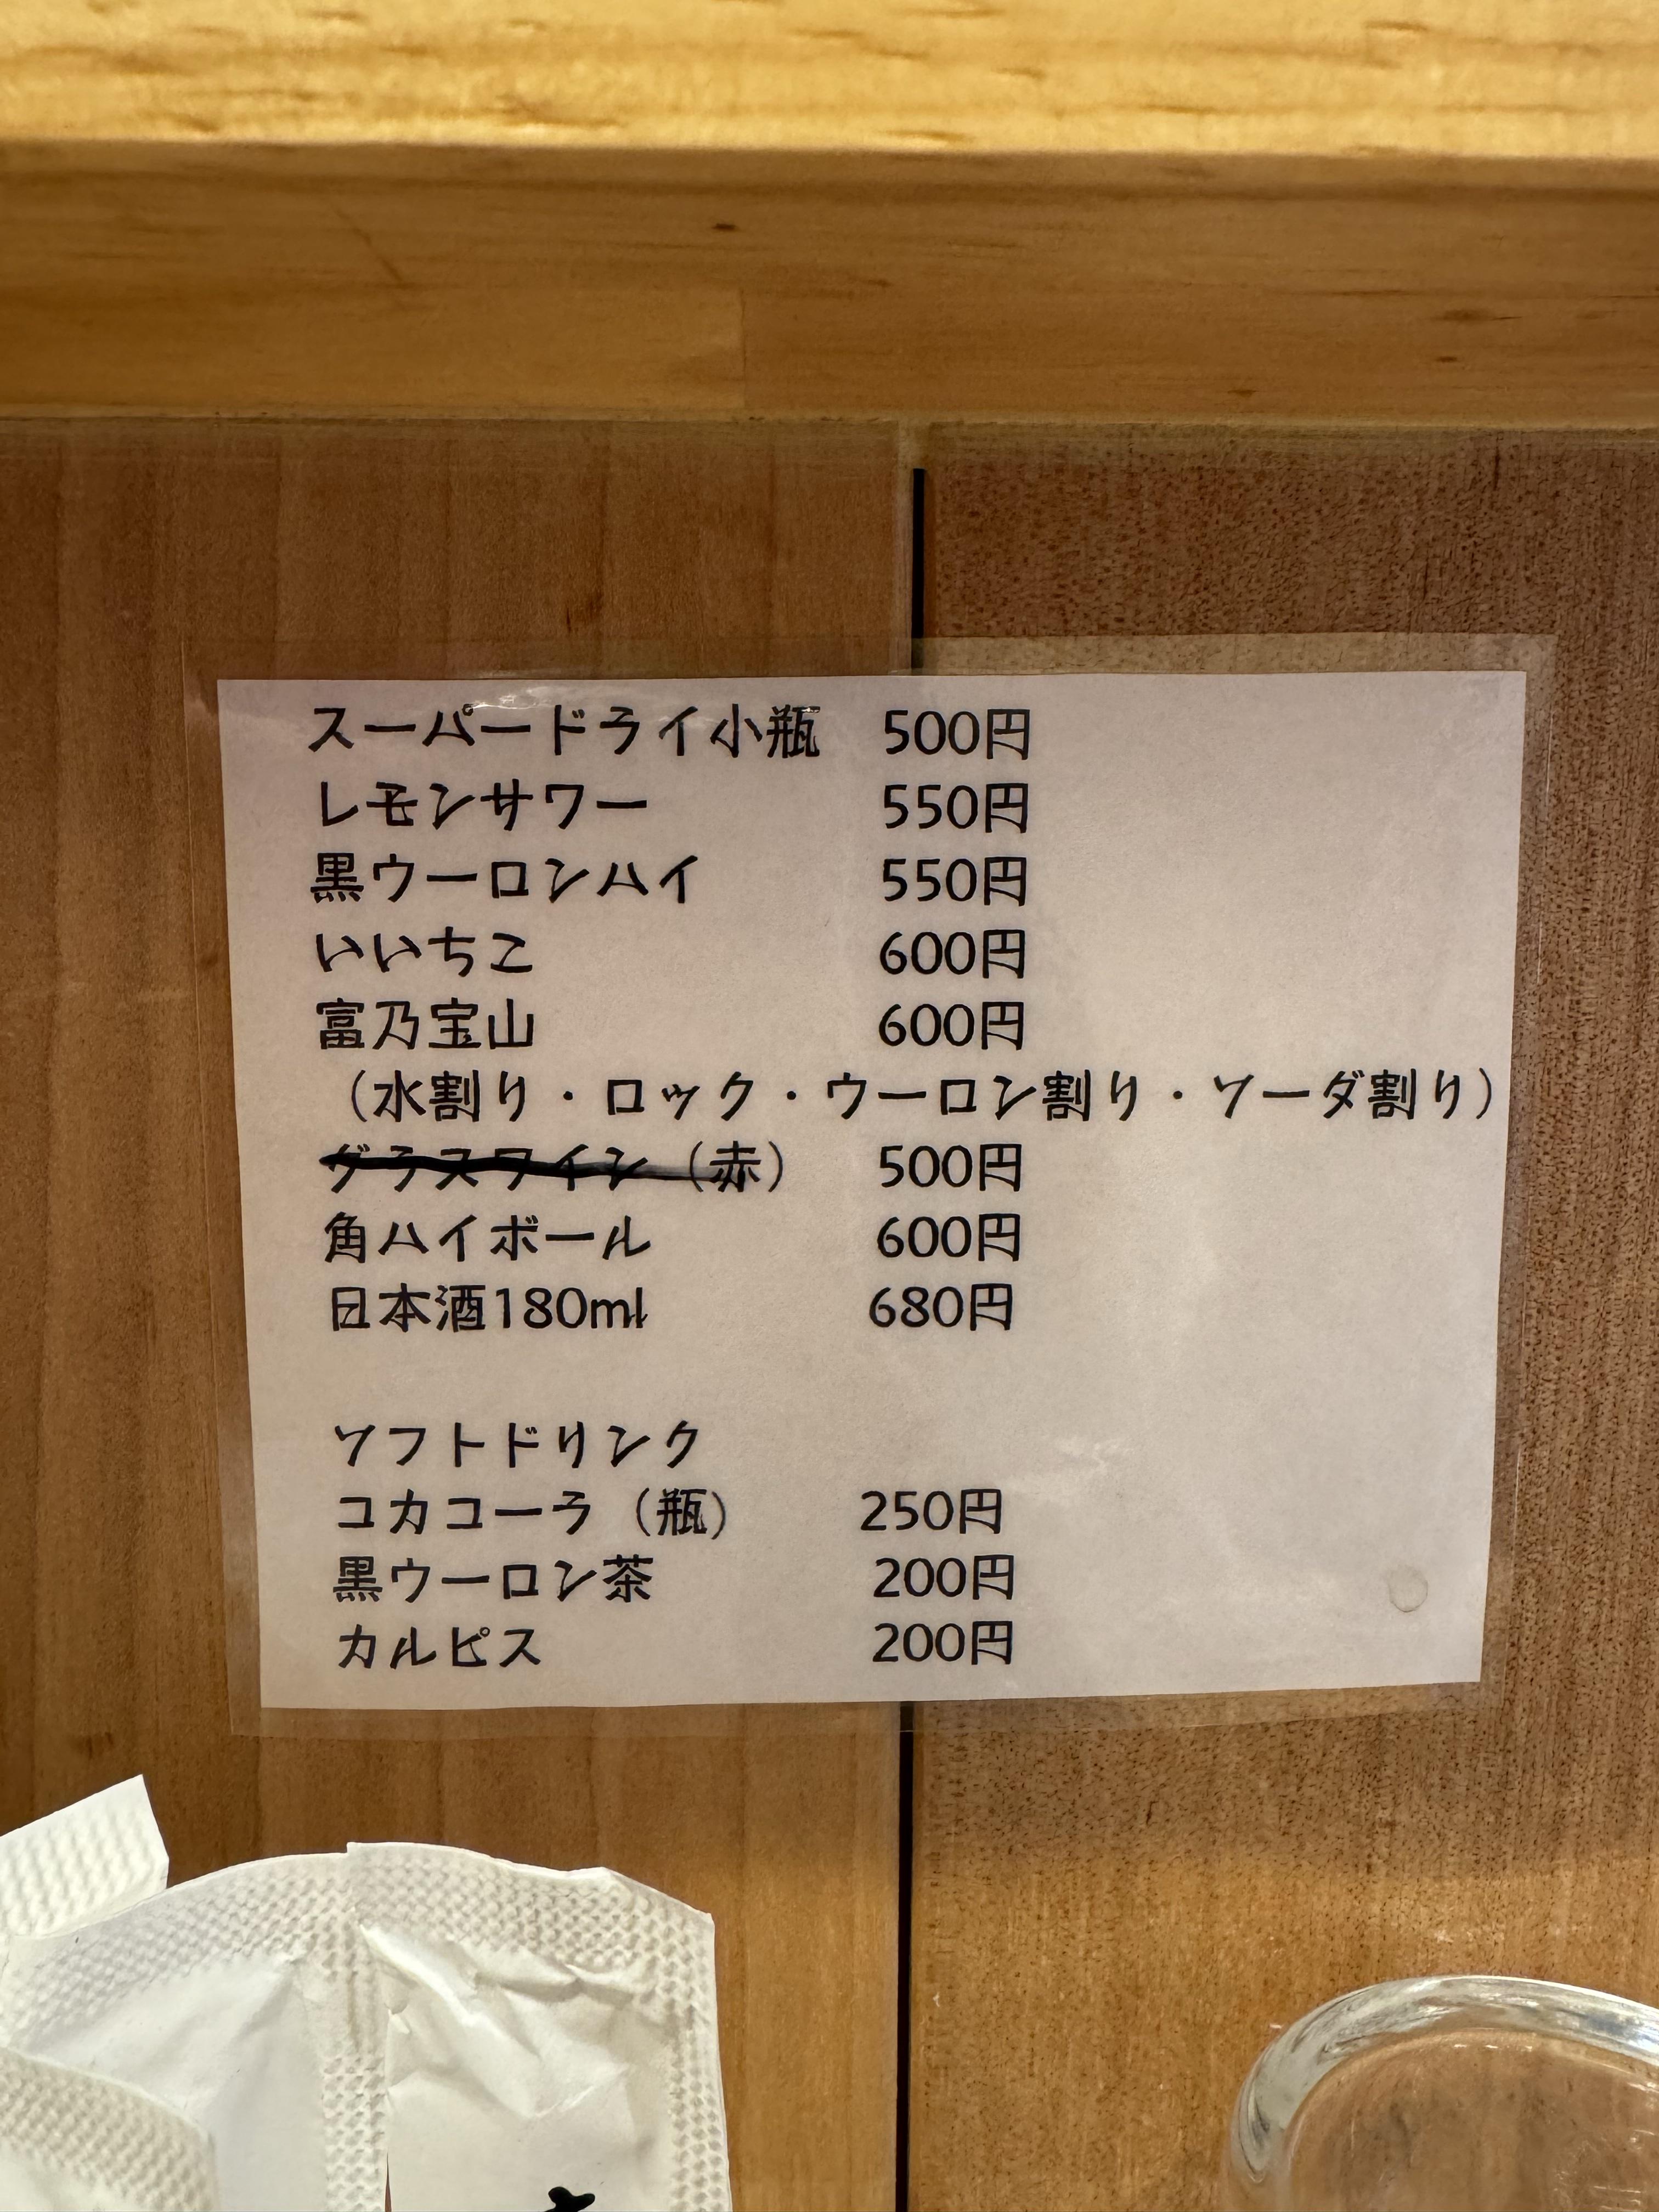 スーパードライ小瓶 500円
レモンサワー 550円
黒ウーロンハイ 550円
いいちこ 600円
富乃宝山 600円
（水割り・ロック・ウーロン割り・ソーダ割り）
グラスワイン（赤） 500円
角ハイボール 600円
日本酒180ml 680円
ソフトドリンク
コカコーラ（瓶） 250円
黒ウーロン茶 200円
カルピス 200円